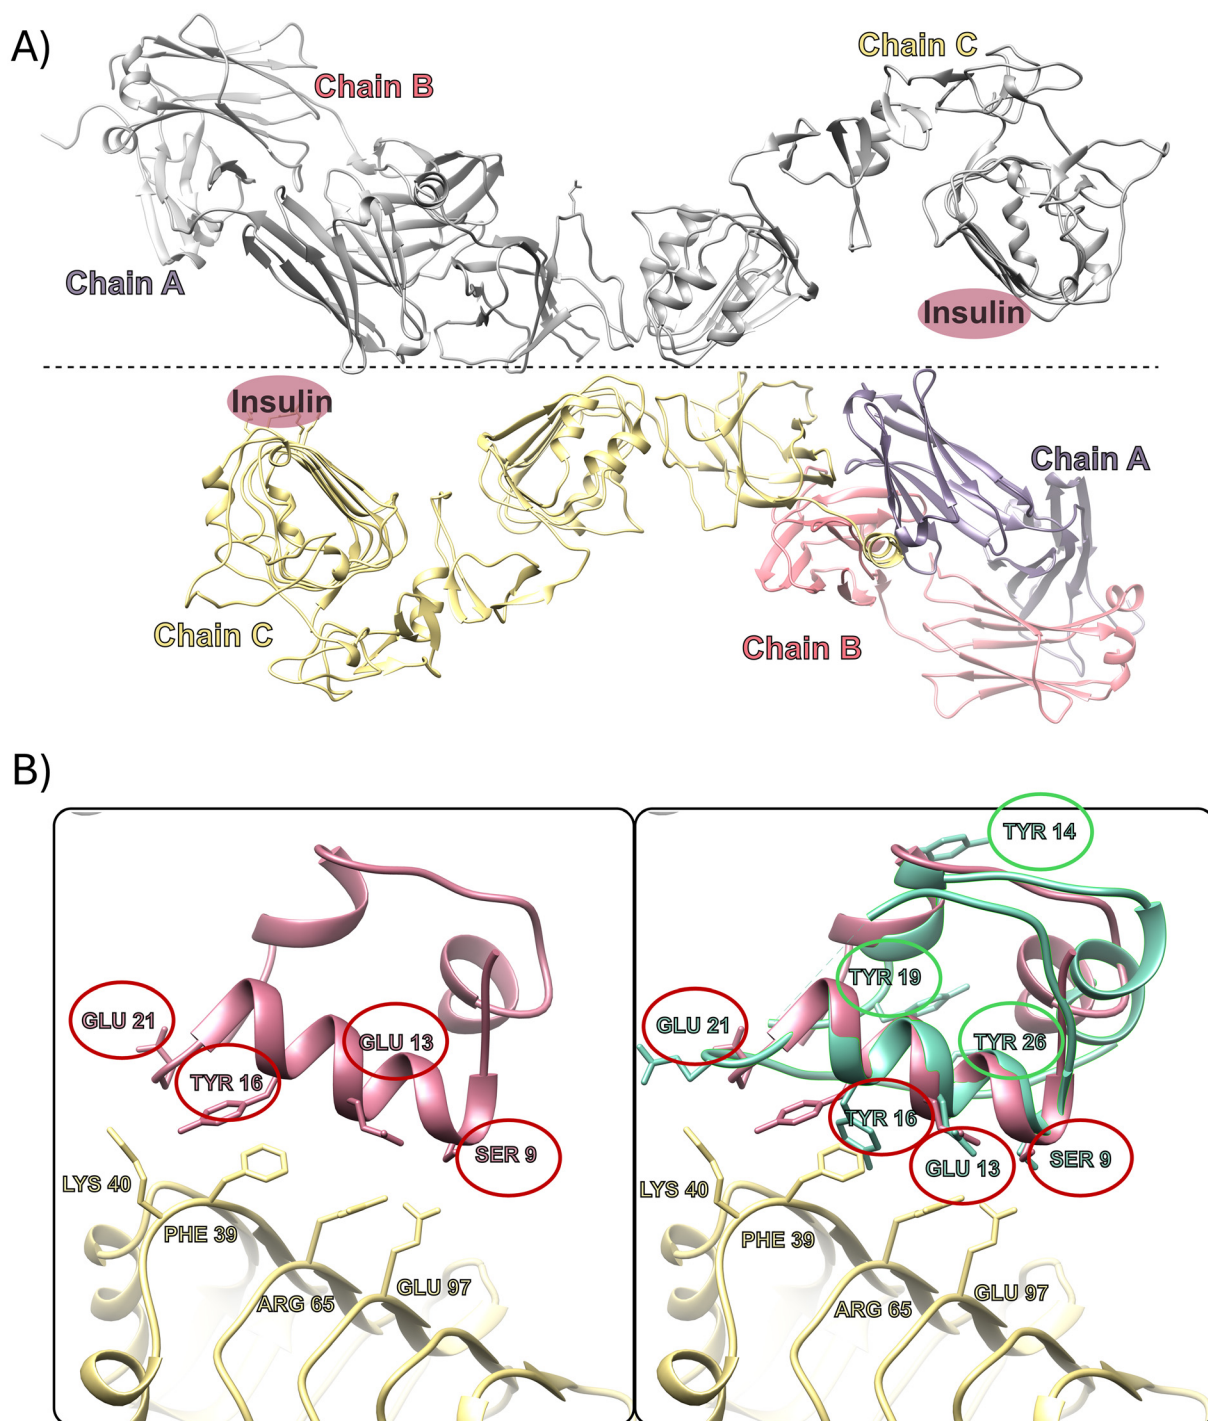 A)
Chain B
Chain C
Chain A
Insulin
Insulin
Chain A
Chain C
Chain B
B)
GLU 21
GLU 13
TYR 16
SER 9
LYS 40
PHE 39
ARG 65
GLU 97
TYR 14
TYR 19
GLU 21
TYR 26
TYR 16
GLU 13
SER 9
LYS 40
PHE 39
ARG 65
GLU 97